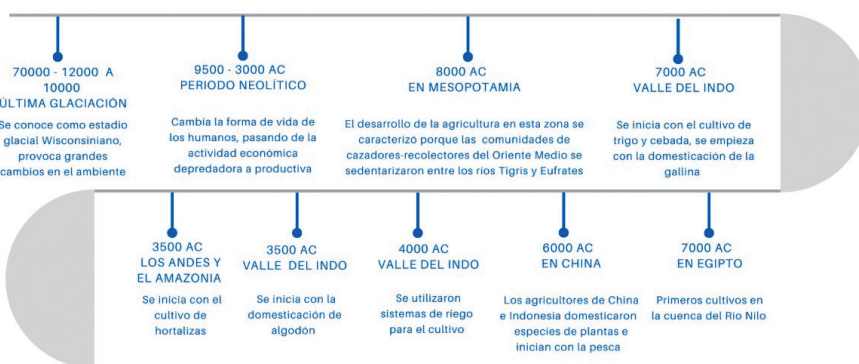 70000 - 12000 A
10000
ÚLTIMA GLACIACIÓN
Se conoce como estadio
glacial Wisconsiniano,
provoca grandes
cambios en el ambiente
9500 - 3000 AC
PERIODO NEOLÍTICO
Cambia la forma de vida de
los humanos, pasando de la
actividad económica
depredadora a productiva
8000 AC
EN MESOPOTAMIA
El desarrollo de la agricultura en esta zona se
caracterizó porque las comunidades de
cazadores-recolectores del Oriente Medio se
sedentarizaron entre los ríos Tigris y Eufrates
7000 AC
VALLE DEL INDO
Se inicia con el cultivo de
trigo y cebada, se empieza
con la domesticación de la
gallina
7000 AC
EN EGIPTO
Primeros cultivos en
la cuenca del Río Nilo
6000 AC
EN CHINA
Los agricultores de China
e Indonesia domesticaron
especies de plantas e
inician con la pesca
4000 AC
VALLE DEL INDO
Se utilizaron
sistemas de riego
para el cultivo
3500 AC
VALLE DEL INDO
Se inicia con la
domesticación de
algodón
3500 AC
LOS ANDES Y
EL AMAZONIA
Se inicia con el
cultivo de
hortalizas